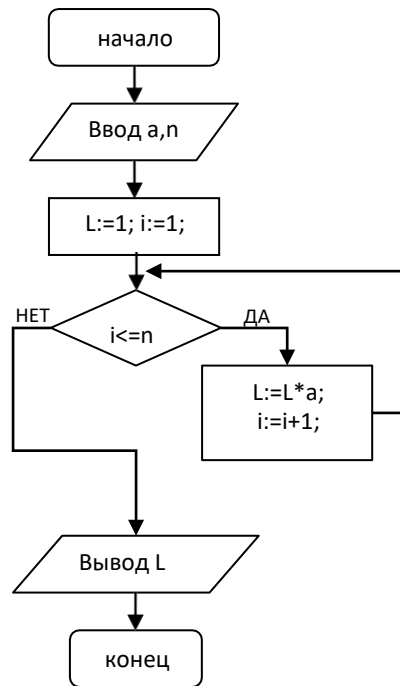 начало
Ввод a,n
L:=1; i:=1;
НЕТ
ДА
i<=n
L:=L*a;
i:=i+1;
Вывод L
конец